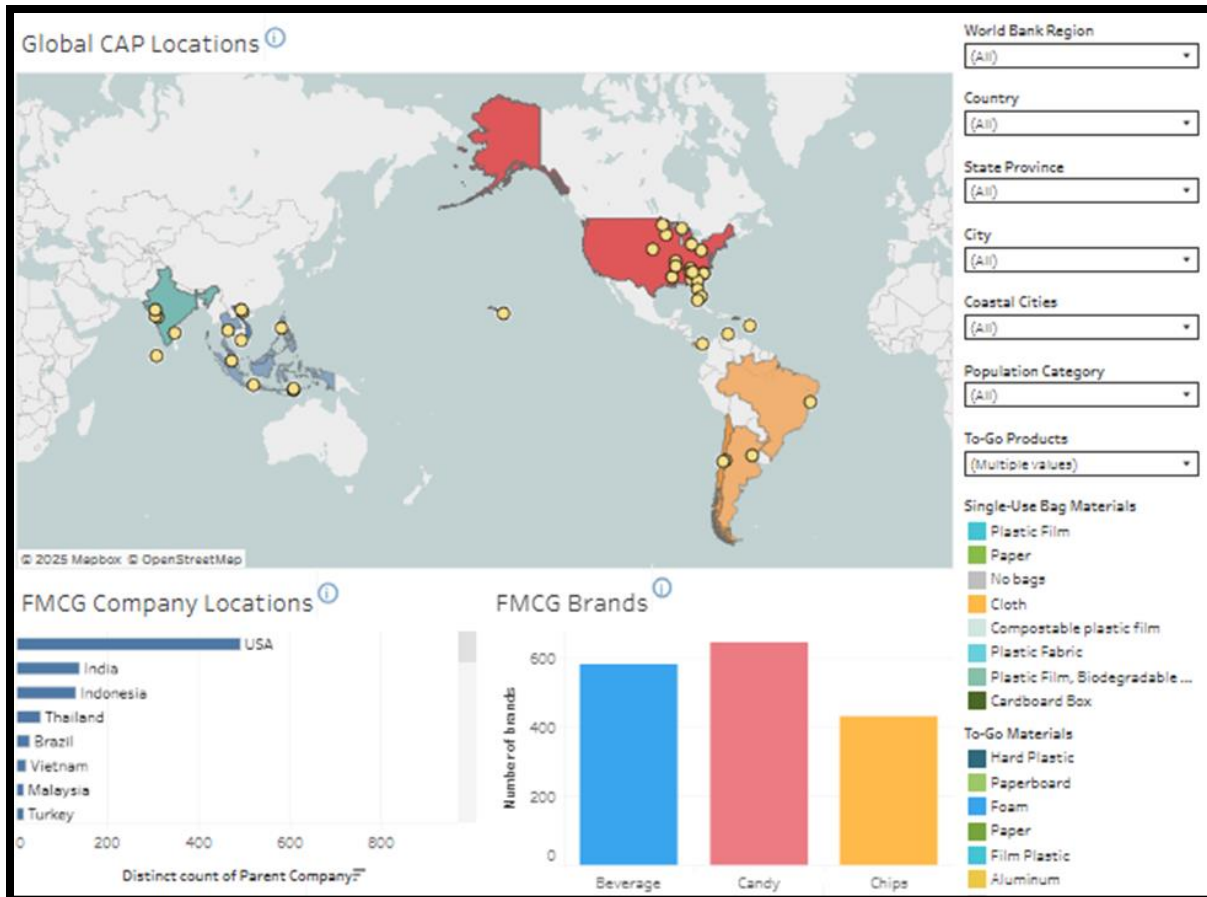 Global CAP Locations
© 2025 Mapbox © OpenStreetMap
World Bank Region
(All)
Country
(All)
State Province
(All)
City
(All)
Coastal Cities
(All)
Population Category
(All)
To-Go Products
(Multiple values)
Single-Use Bag Materials
Plastic Film
Paper
No bags
Cloth
Compostable plastic film
Plastic Fabric
Plastic Film, Biodegradable ...
Cardboard Box
To-Go Materials
Hard Plastic
Paperboard
Foam
Paper
Film Plastic
Aluminum
FMCG Company Locations
USA
India
Indonesia
Thailand
Brazil
Vietnam
Malaysia
Turkey
0 200 400 600 800
Distinct count of Parent Company
FMCG Brands
Number of brands
600
400
200
0
Beverage Candy Chips